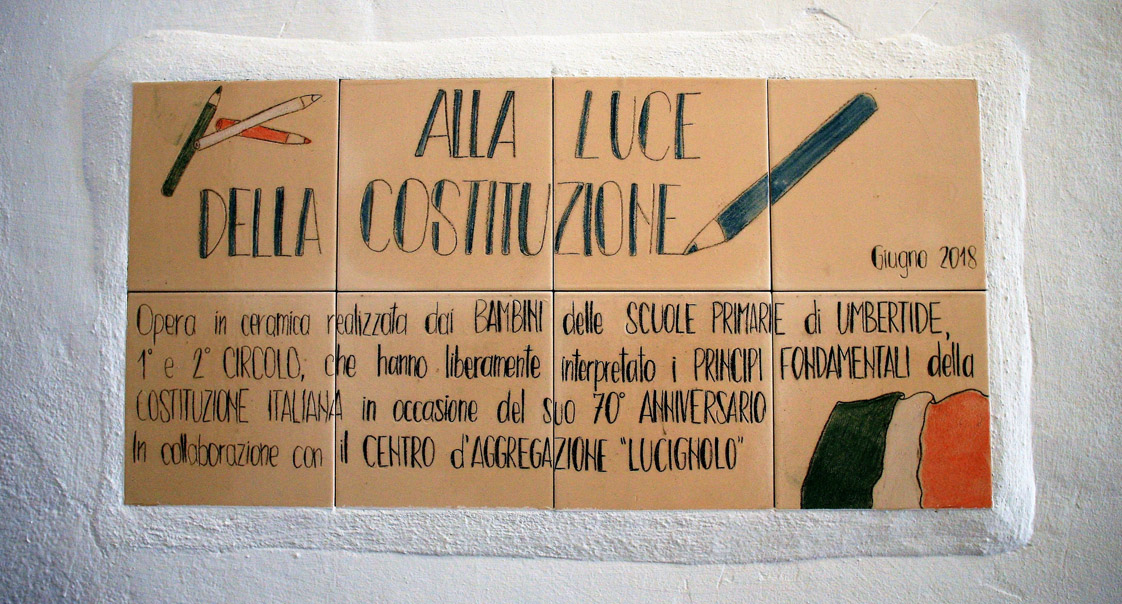 ALLA LUCE
DELLA COSTITUZIONE
Giugno 2018
Opera in ceramica realizzata dai BAMBINI delle SCUOLE PRIMARIE di UMBERTIDE,
1° e 2° CIRCOLO, che hanno liberamente interpretato i PRINCIPI FONDAMENTALI della
COSTITUZIONE ITALIANA in occasione del suo 70° ANNIVERSARIO
In collaborazione con il CENTRO d'AGGREGAZIONE "LUCIGNOLO"